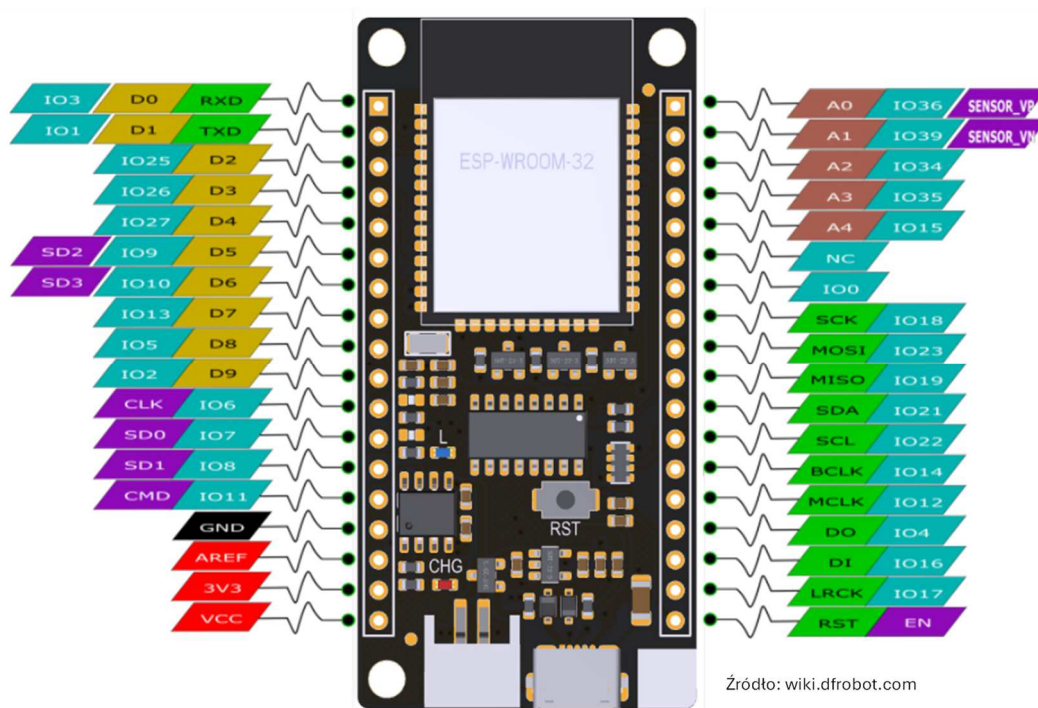 IO3 D0 RXD
IO1 D1 TXD
IO25 D2
IO26 D3
IO27 D4
SD2 IO9 D5
SD3 IO10 D6
IO13 D7
IO5 D8
IO2 D9
CLK IO6
SD0 IO7
SD1 IO8
CMD IO11
GND
AREF
3V3
VCC
ESP-WROOM-32
L
RST
CHG
A0 IO36 SENSOR_VP
A1 IO39 SENSOR_VN
A2 IO34
A3 IO35
A4 IO15
NC
IO0
SCK IO18
MOSI IO23
MISO IO19
SDA IO21
SCL IO22
BCLK IO14
MCLK IO12
DO IO4
DI IO16
LRCK IO17
RST EN
Źródło: wiki.dfrobot.com